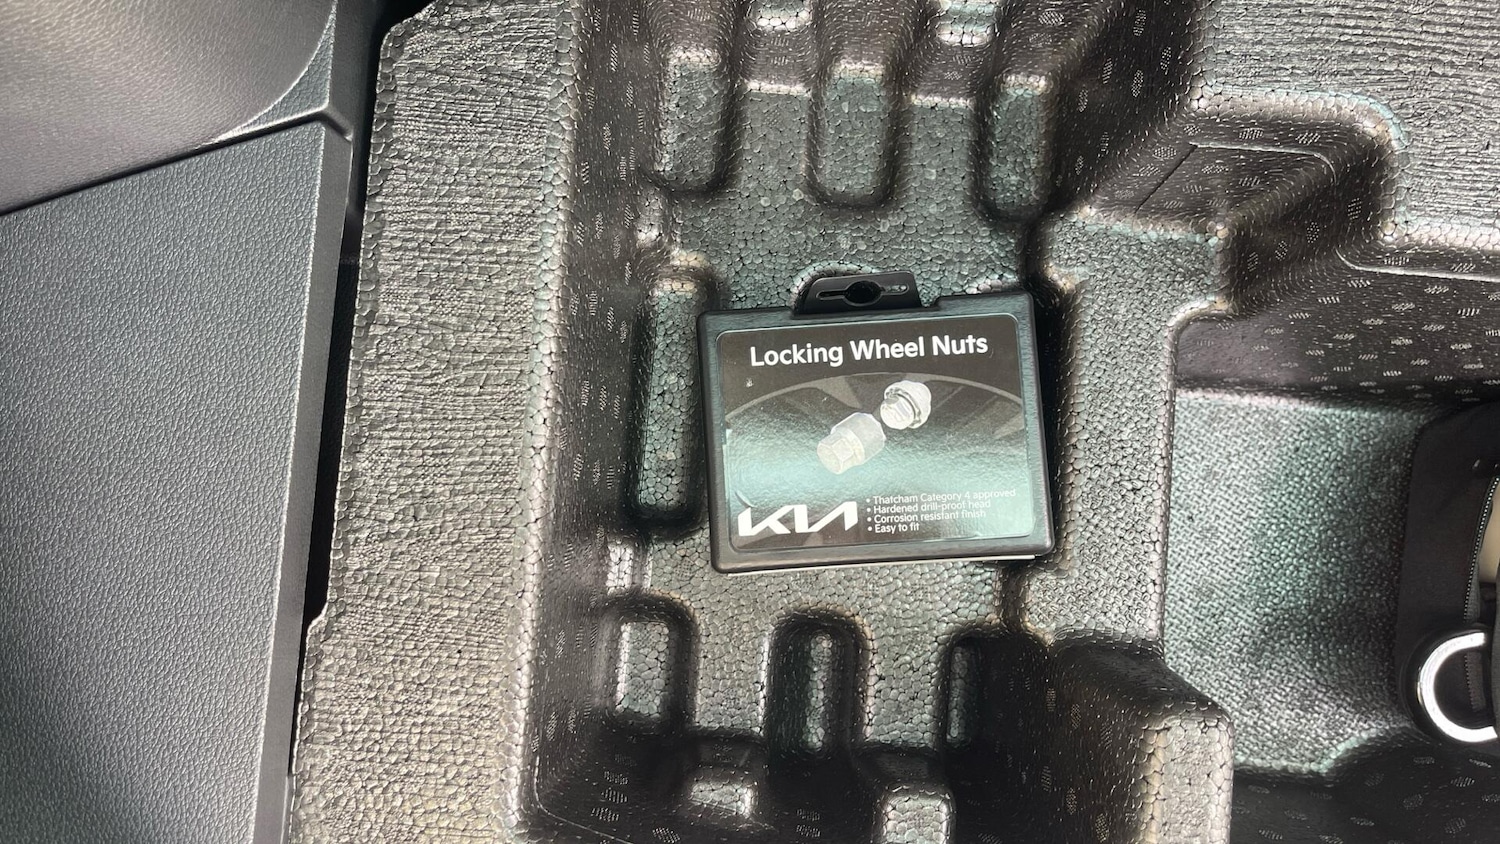 Locking Wheel Nuts
KIA
• Thatcham Category 4 approved
• Hardened drill-proof head
• Corrosion resistant finish
• Easy to fit